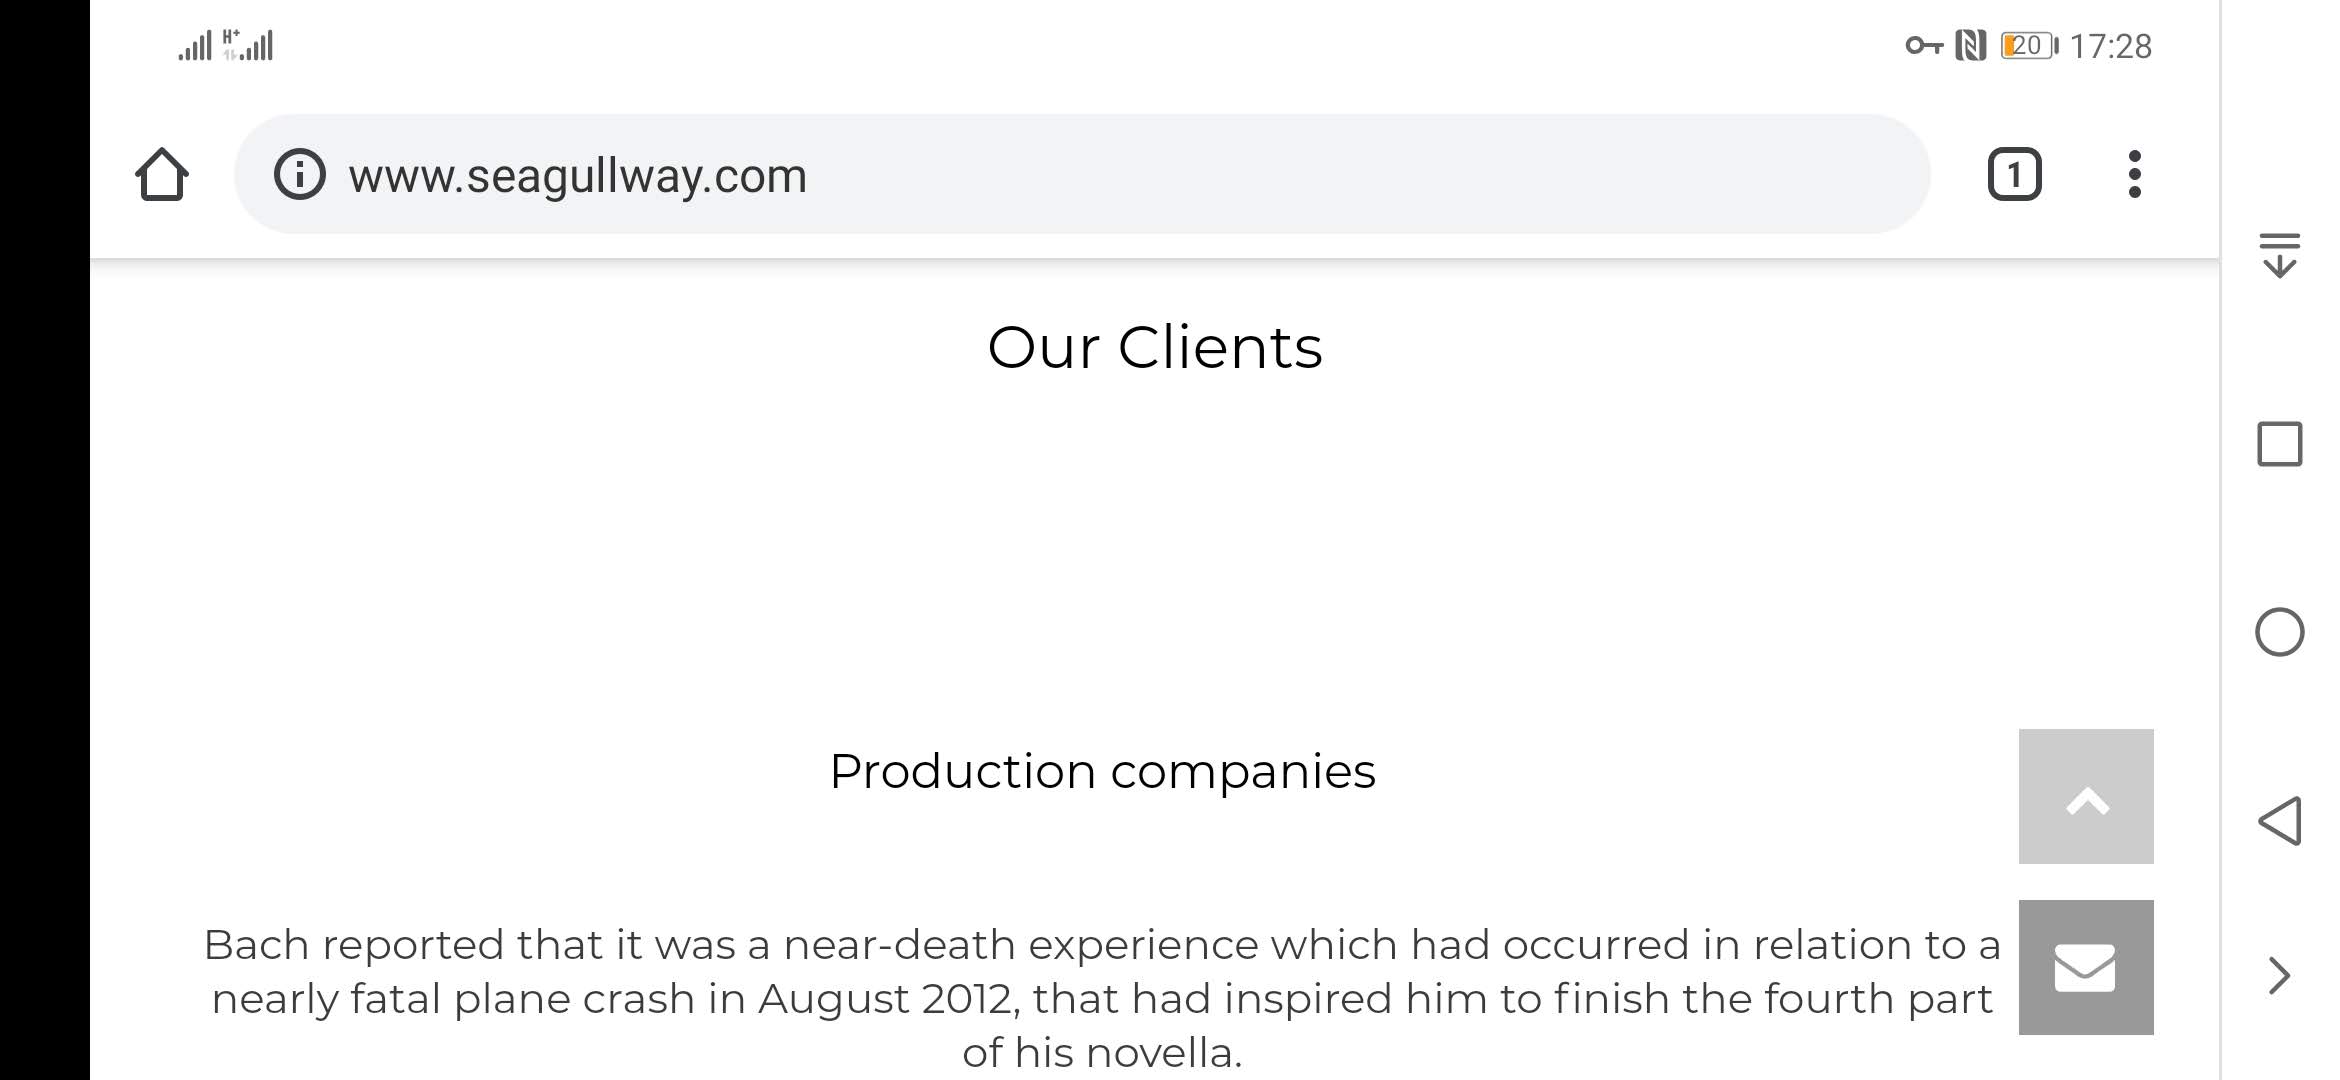 H+
20 17:28
www.seagullway.com
1
Our Clients
Production companies
Bach reported that it was a near-death experience which had occurred in relation to a
nearly fatal plane crash in August 2012, that had inspired him to finish the fourth part
of his novella.